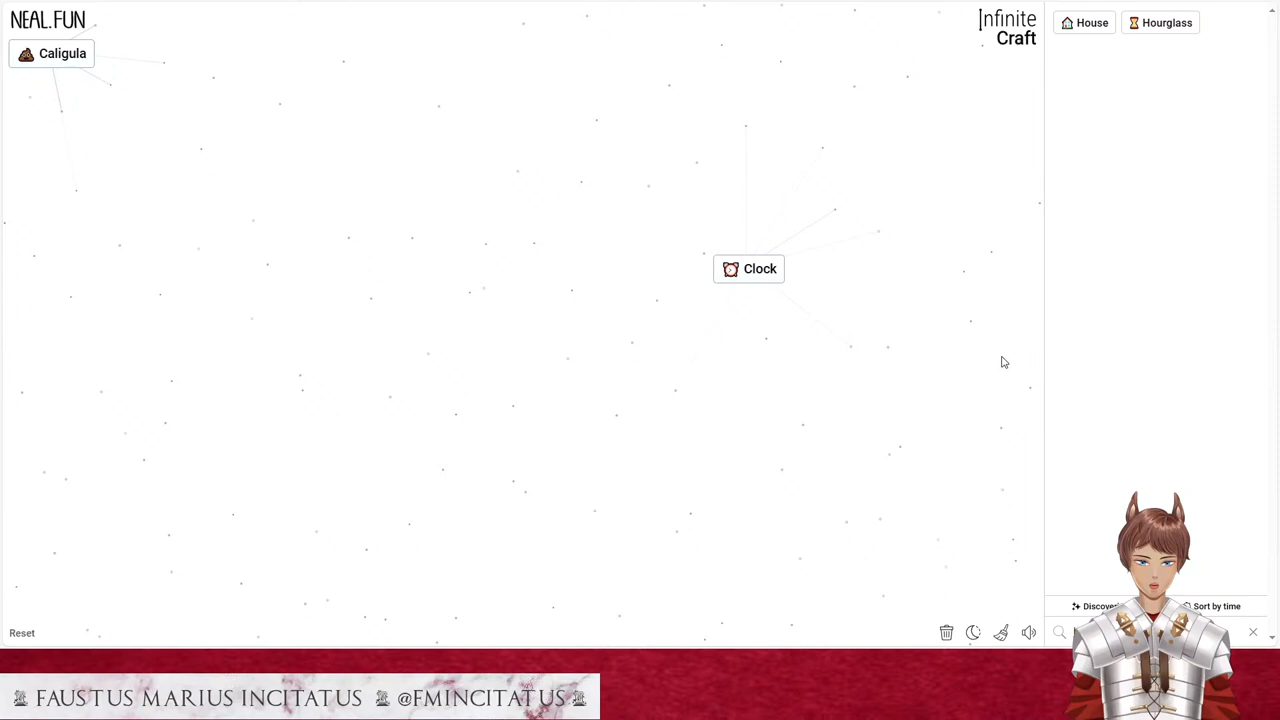 NEAL.FUN
Infinite
Craft
💩 Caligula
⏰ Clock
🏠 House
⌛ Hourglass
Reset
Sort by time
FAUSTUS MARIUS INCITATUS
@FMINCITATUS